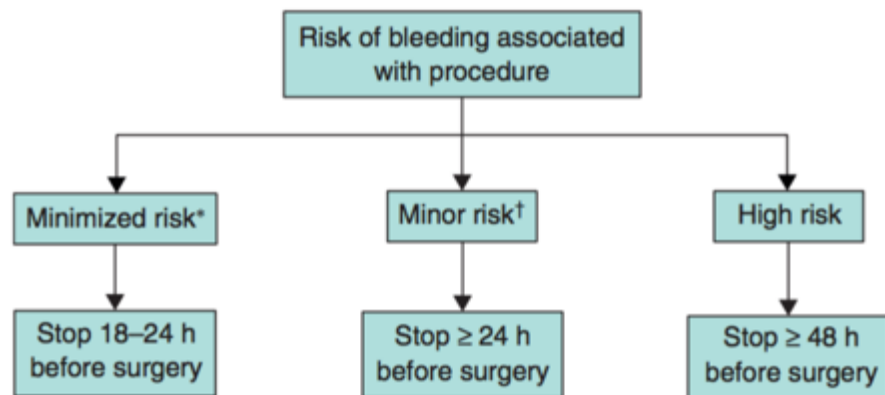 Risk of bleeding associated
with procedure
Minimized risk*
Minor risk†
High risk
Stop 18–24 h
before surgery
Stop ≥ 24 h
before surgery
Stop ≥ 48 h
before surgery